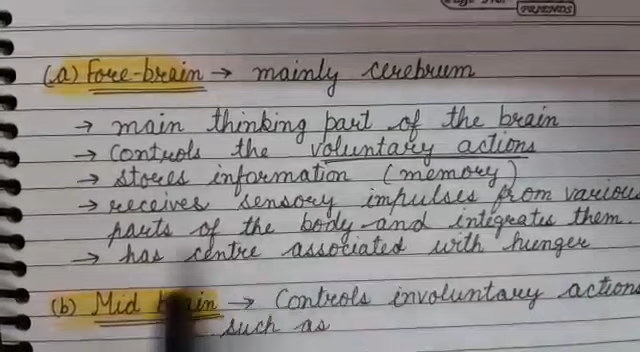 FRIENDS
(a) Fore-brain → mainly cerebrum
→ main thinking part of the brain
→ controls the voluntary actions
→ stores information (memory)
→ receives sensory impulses from various
parts of the body and integrates them.
→ has centre associated with hunger
(b) Mid brain → Controls involuntary actions
such as